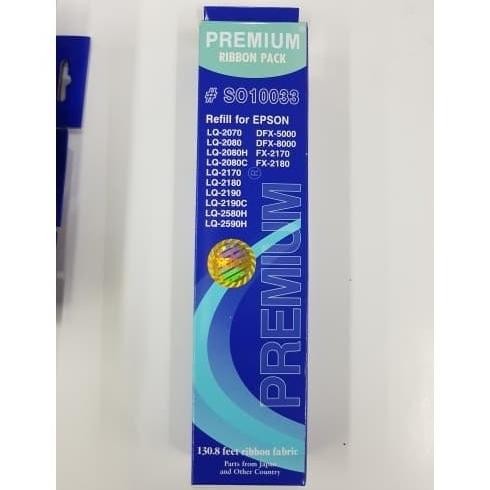 PREMIUM
RIBBON PACK
# SO10033
Refill for EPSON
LQ-2070 DFX-5000
LQ-2080 DFX-8000
LQ-2080H FX-2170
LQ-2080C FX-2180
LQ-2170
LQ-2180
LQ-2190
LQ-2190C
LQ-2580H
LQ-2590H
PREMIUM®
130.8 feet ribbon fabric
Parts from Japan
and Other Country